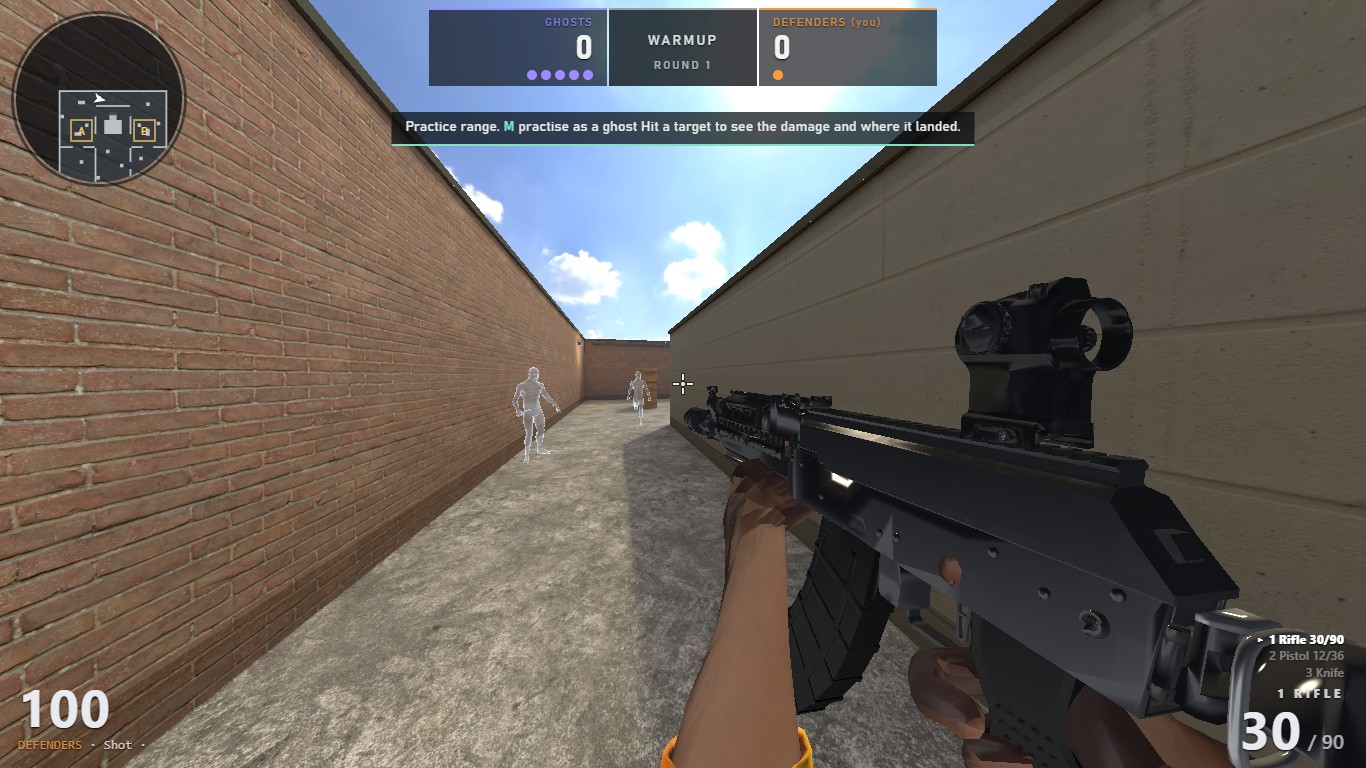 GHOSTS
0
WARMUP
ROUND 1
DEFENDERS (you)
0
Practice range. M practise as a ghost Hit a target to see the damage and where it landed.
A
B
1 Rifle 30/90
2 Pistol 12/36
3 Knife
1 RIFLE
30 / 90
100
DEFENDERS · Shot ·